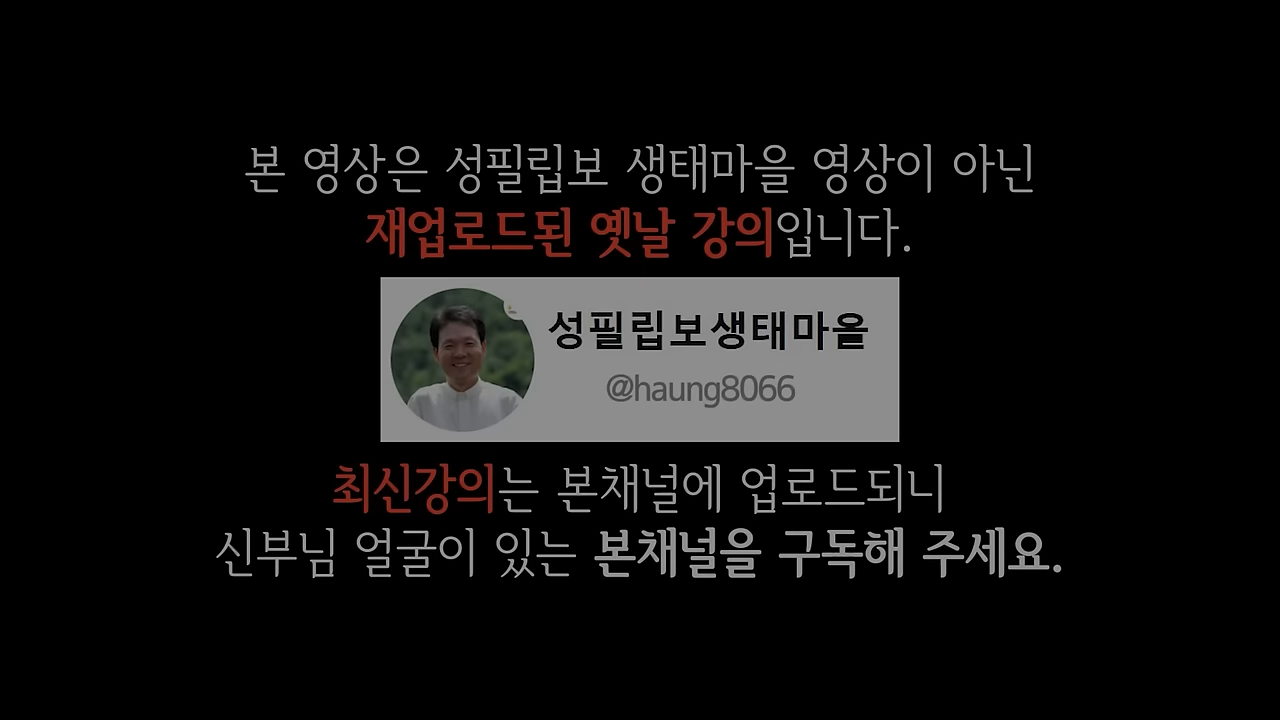 본 영상은 성필립보 생태마을 영상이 아닌
재업로드된 옛날 강의입니다.
성필립보생태마을
@haung8066
최신강의는 본채널에 업로드되니
신부님 얼굴이 있는 본채널을 구독해 주세요.